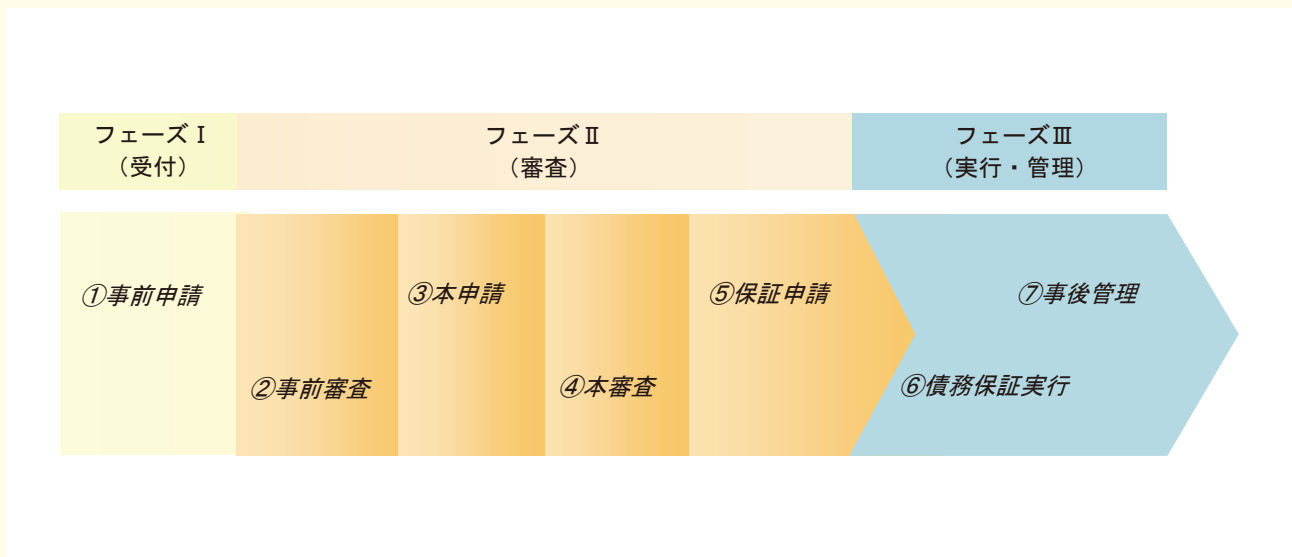 フェーズⅠ
（受付）
フェーズⅡ
（審査）
フェーズⅢ
（実行・管理）
①事前申請
②事前審査
③本申請
④本審査
⑤保証申請
⑥債務保証実行
⑦事後管理